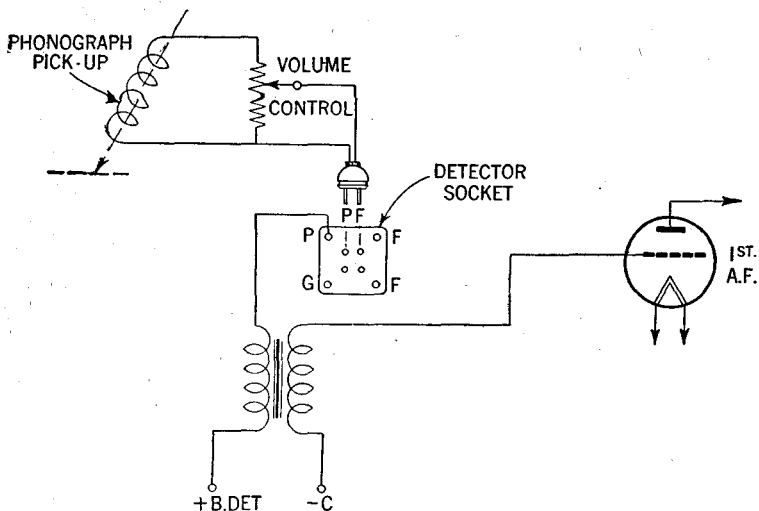 PHONOGRAPH
PICK-UP
VOLUME
CONTROL
DETECTOR
SOCKET
P F
P F
G F
1ST.
A.F.
+B.DET
-C